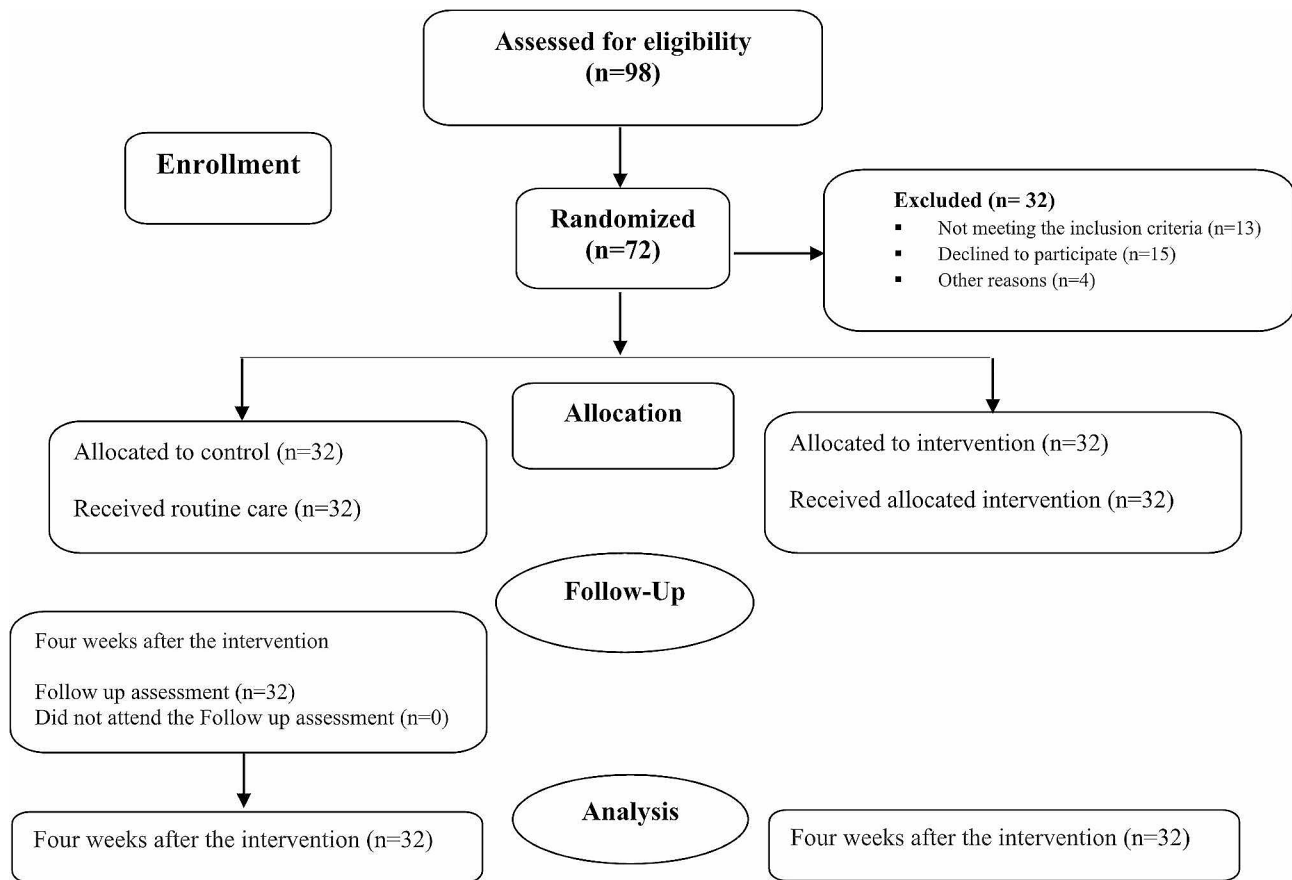 Assessed for eligibility
(n=98)
Enrollment
Randomized
(n=72)
Excluded (n= 32)
▪ Not meeting the inclusion criteria (n=13)
▪ Declined to participate (n=15)
▪ Other reasons (n=4)
Allocation
Allocated to control (n=32)
Received routine care (n=32)
Allocated to intervention (n=32)
Received allocated intervention (n=32)
Follow-Up
Four weeks after the intervention
Follow up assessment (n=32)
Did not attend the Follow up assessment (n=0)
Analysis
Four weeks after the intervention (n=32)
Four weeks after the intervention (n=32)